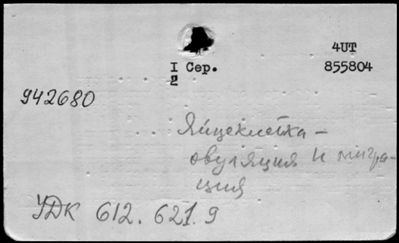 4UT
I Сер. 855804
2
942680
Яйцеклетка -
овуляция и мигра-
ция
УДК 612.621.9